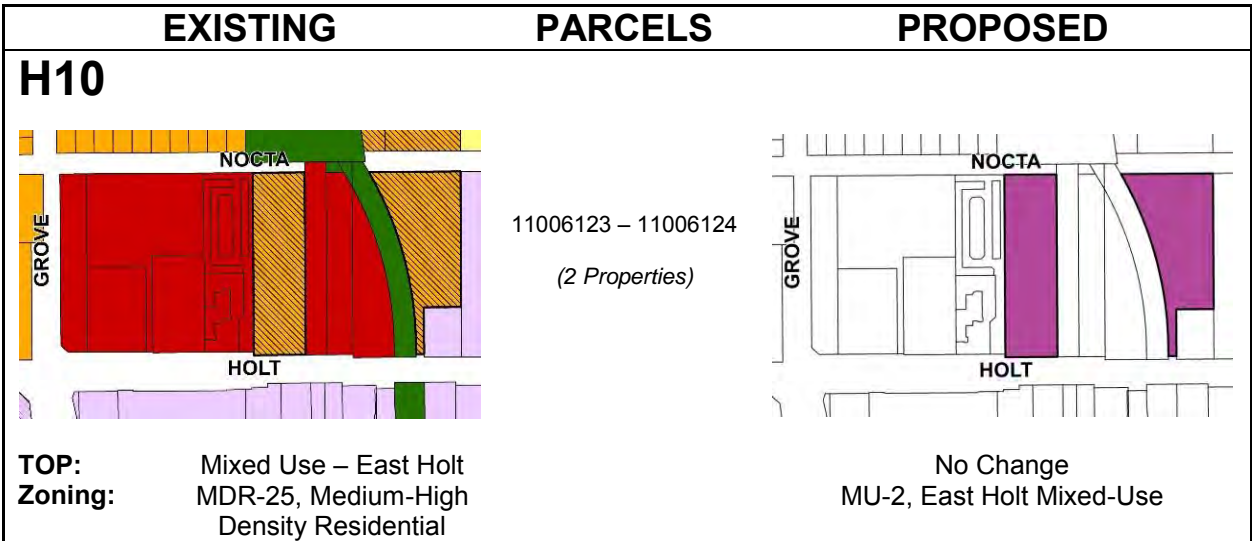 EXISTING PARCELS PROPOSED
H10
NOCTA
GROVE
HOLT
11006123 – 11006124
(2 Properties)
NOCTA
GROVE
HOLT
TOP: Mixed Use – East Holt No Change
Zoning: MDR-25, Medium-High MU-2, East Holt Mixed-Use
Density Residential